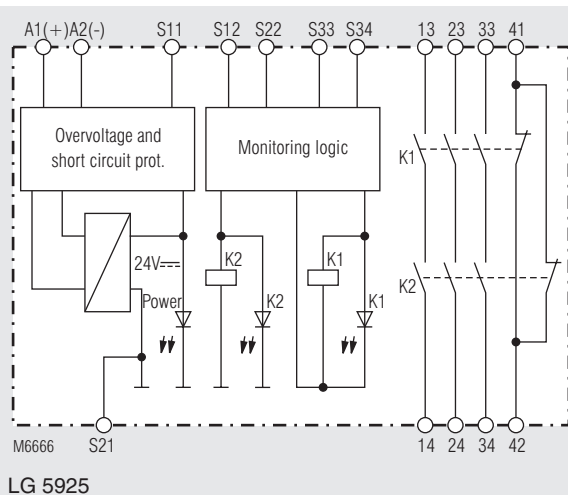 A1(+) A2(-) S11 S12 S22 S33 S34 13 23 33 41
Overvoltage and
short circuit prot.
Monitoring logic
K1
24V K2 K1
K2
Power K2 K1
M6666 S21 14 24 34 42
LG 5925